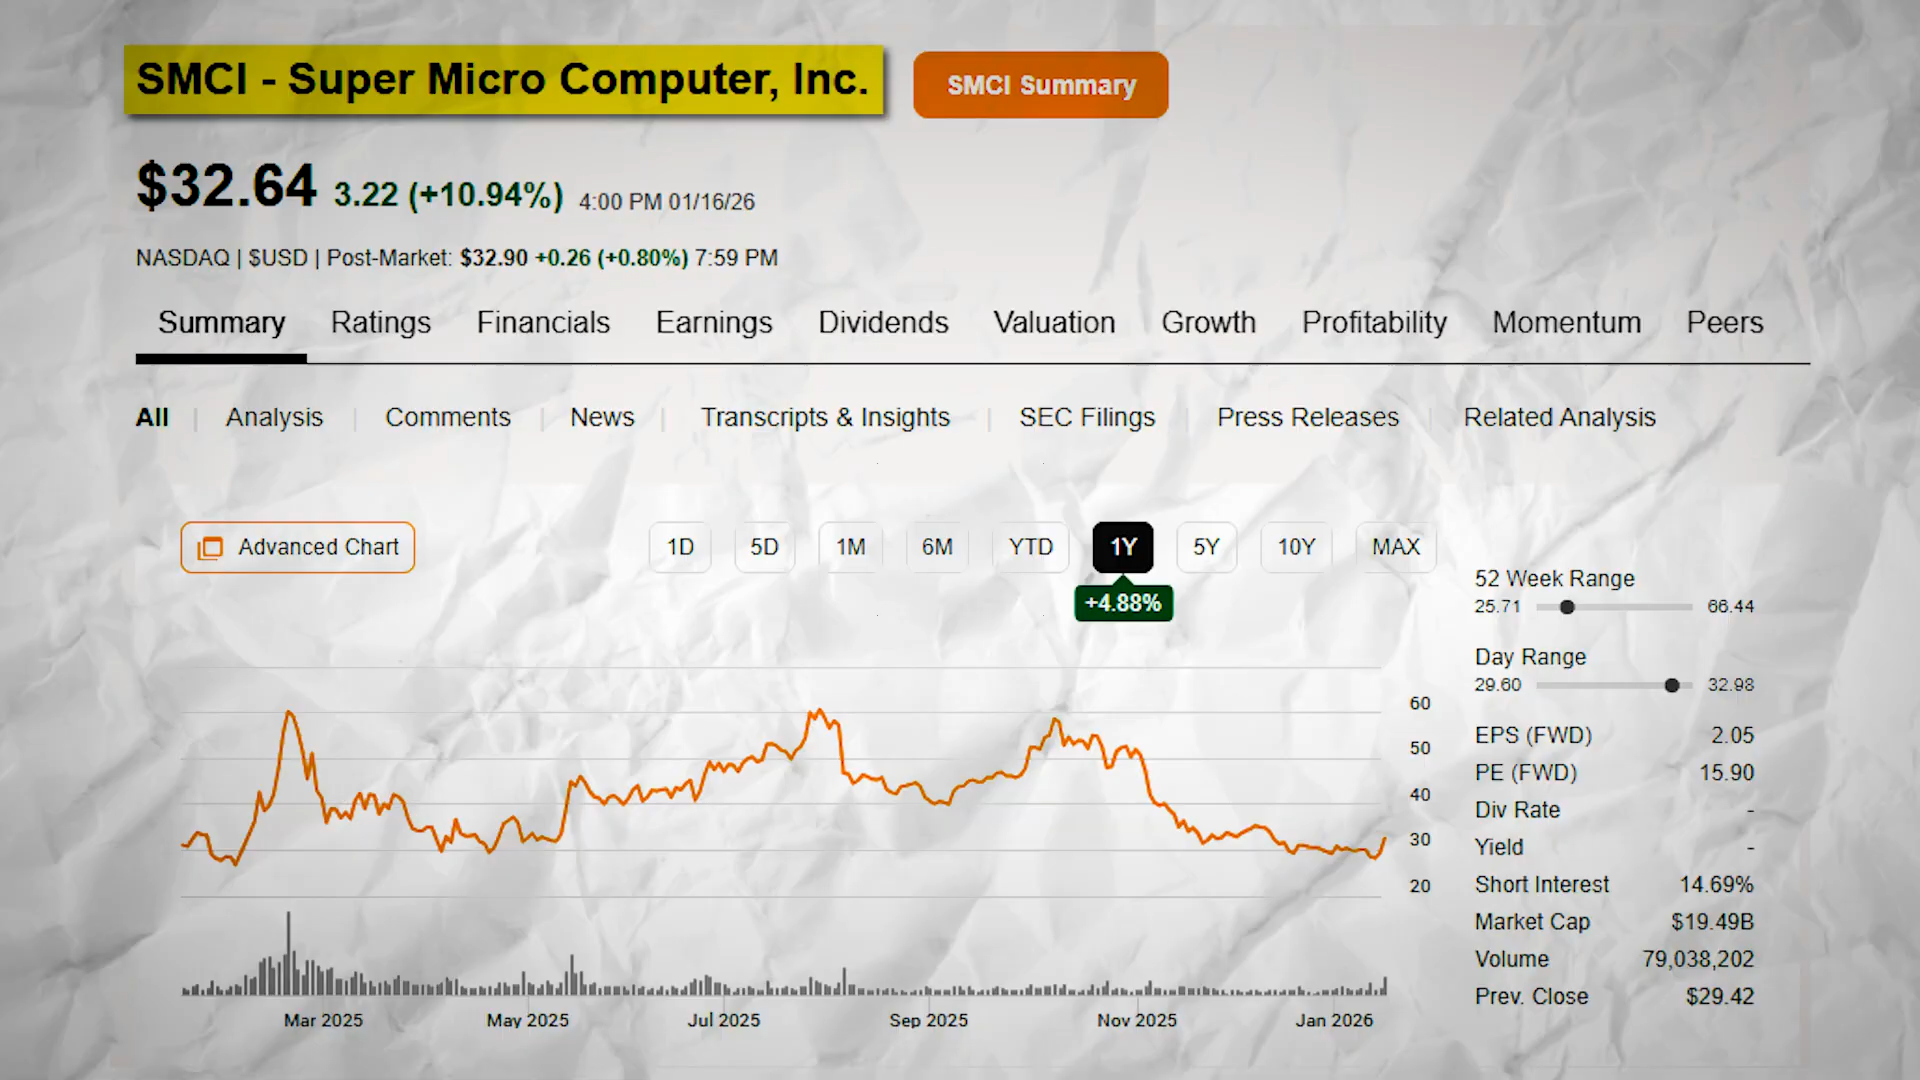 SMCI - Super Micro Computer, Inc. SMCI Summary
$32.64 3.22 (+10.94%) 4:00 PM 01/16/26
NASDAQ | $USD | Post-Market: $32.90 +0.26 (+0.80%) 7:59 PM
Summary Ratings Financials Earnings Dividends Valuation Growth Profitability Momentum Peers
All | Analysis | Comments | News | Transcripts & Insights | SEC Filings | Press Releases | Related Analysis
Advanced Chart 1D 5D 1M 6M YTD 1Y 5Y 10Y MAX
+4.88%
52 Week Range
25.71 66.44
Day Range
29.60 32.98
EPS (FWD) 2.05
PE (FWD) 15.90
Div Rate -
Yield -
Short Interest 14.69%
Market Cap $19.49B
Volume 79,038,202
Prev. Close $29.42
60
50
40
30
20
Mar 2025 May 2025 Jul 2025 Sep 2025 Nov 2025 Jan 2026